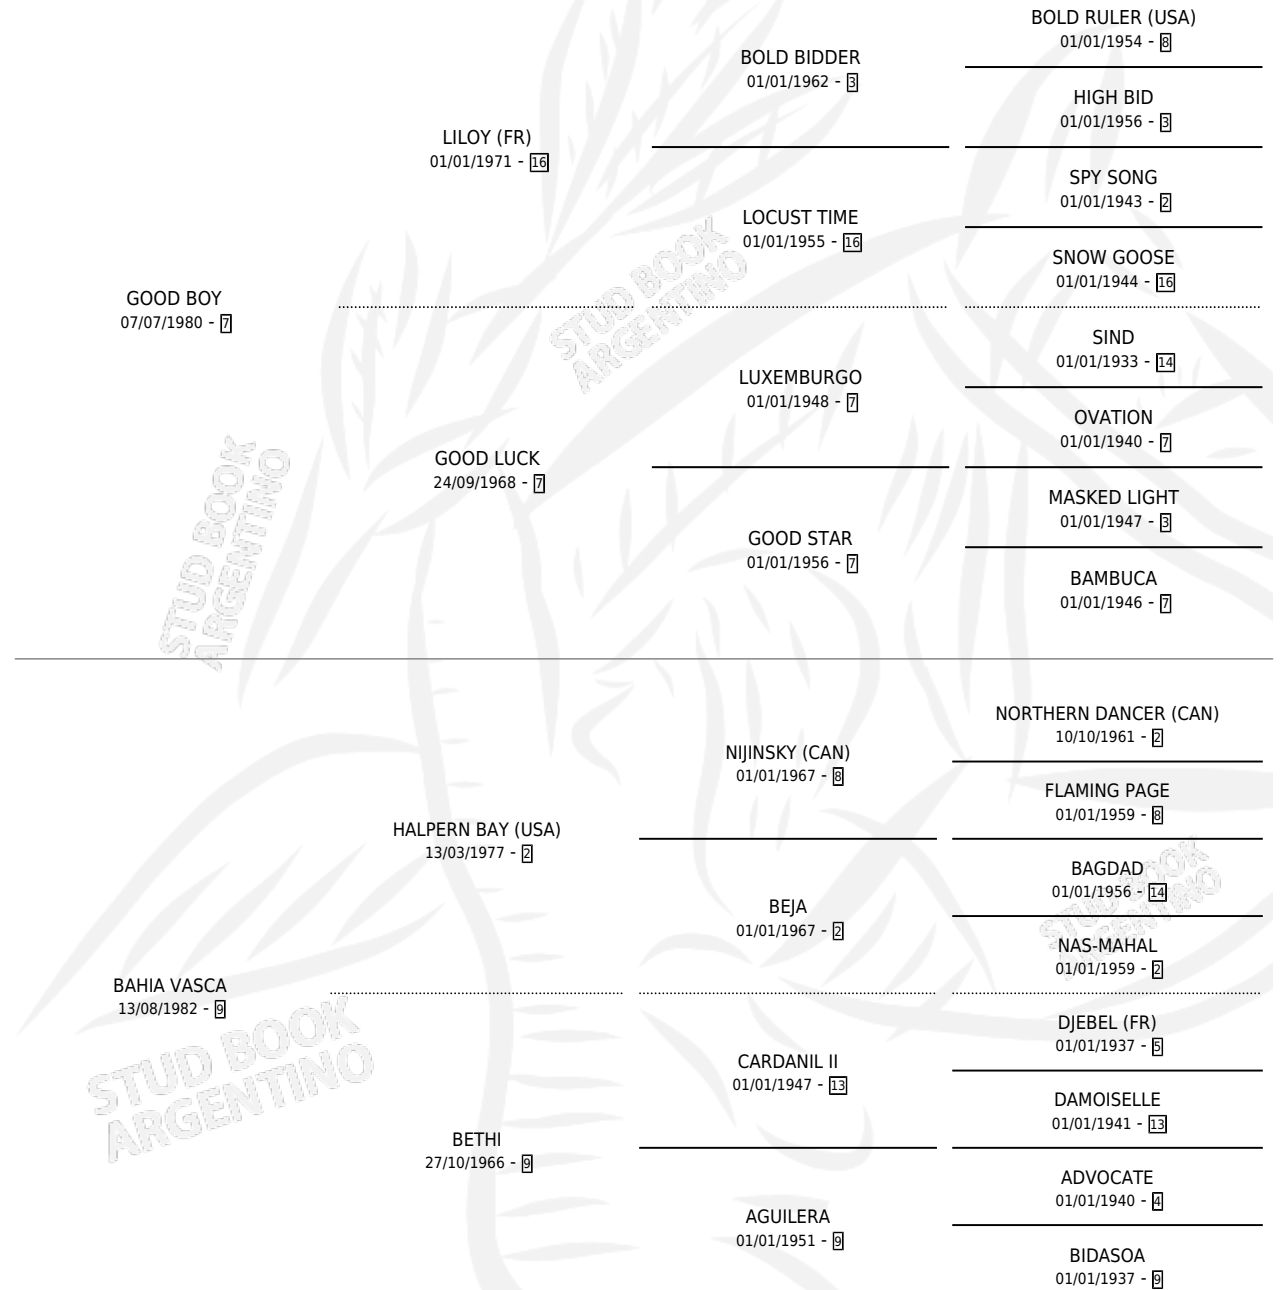 BOLD RULER (USA)
01/01/1954 - 8
BOLD BIDDER
01/01/1962 - 3
HIGH BID
01/01/1956 - 3
LILOY (FR)
01/01/1971 - 16
SPY SONG
01/01/1943 - 2
LOCUST TIME
01/01/1955 - 16
SNOW GOOSE
01/01/1944 - 16
GOOD BOY
07/07/1980 - 7
SIND
01/01/1933 - 14
LUXEMBURGO
01/01/1948 - 7
OVATION
01/01/1940 - 7
GOOD LUCK
24/09/1968 - 7
MASKED LIGHT
01/01/1947 - 3
GOOD STAR
01/01/1956 - 7
BAMBUCA
01/01/1946 - 7
NORTHERN DANCER (CAN)
10/10/1961 - 2
NIJINSKY (CAN)
01/01/1967 - 8
FLAMING PAGE
01/01/1959 - 8
HALPERN BAY (USA)
13/03/1977 - 2
BAGDAD
01/01/1956 - 14
BEJA
01/01/1967 - 2
NAS-MAHAL
01/01/1959 - 2
BAHIA VASCA
13/08/1982 - 9
DJEBEL (FR)
01/01/1937 - 5
CARDANIL II
01/01/1947 - 13
DAMOISELLE
01/01/1941 - 13
BETHI
27/10/1966 - 9
ADVOCATE
01/01/1940 - 4
AGUILERA
01/01/1951 - 9
BIDASOA
01/01/1937 - 9
STUD BOOK
ARGENTINO
STUD BOOK
ARGENTINO
STUD BOOK
ARGENTINO
STUD BOOK
ARGENTINO